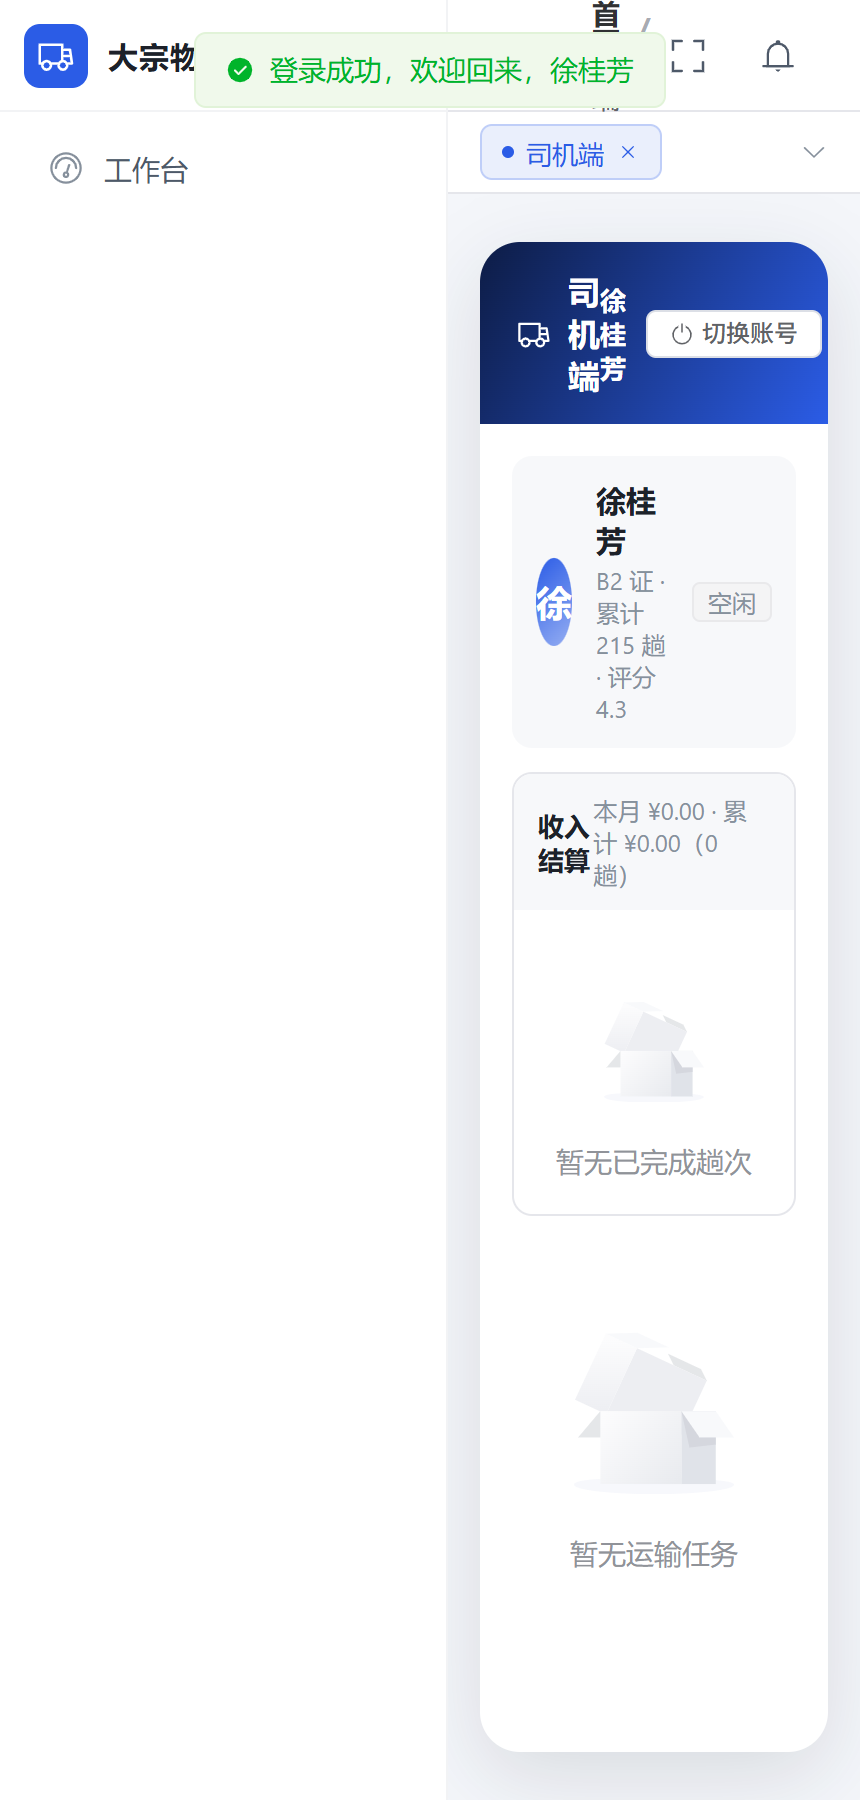 大宗物
登录成功，欢迎回来，徐桂芳
首
/
工作台
司机端
司
机
端
徐
桂
芳
切换账号
徐
徐桂
芳
B2 证 ·
累计
215 趟
· 评分
4.3
空闲
收入
结算
本月 ¥0.00 · 累
计 ¥0.00（0
趟）
暂无已完成趟次
暂无运输任务